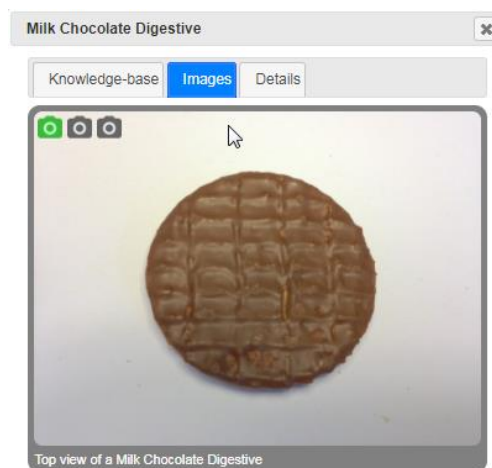 Milk Chocolate Digestive
Knowledge-base Images Details
Top view of a Milk Chocolate Digestive